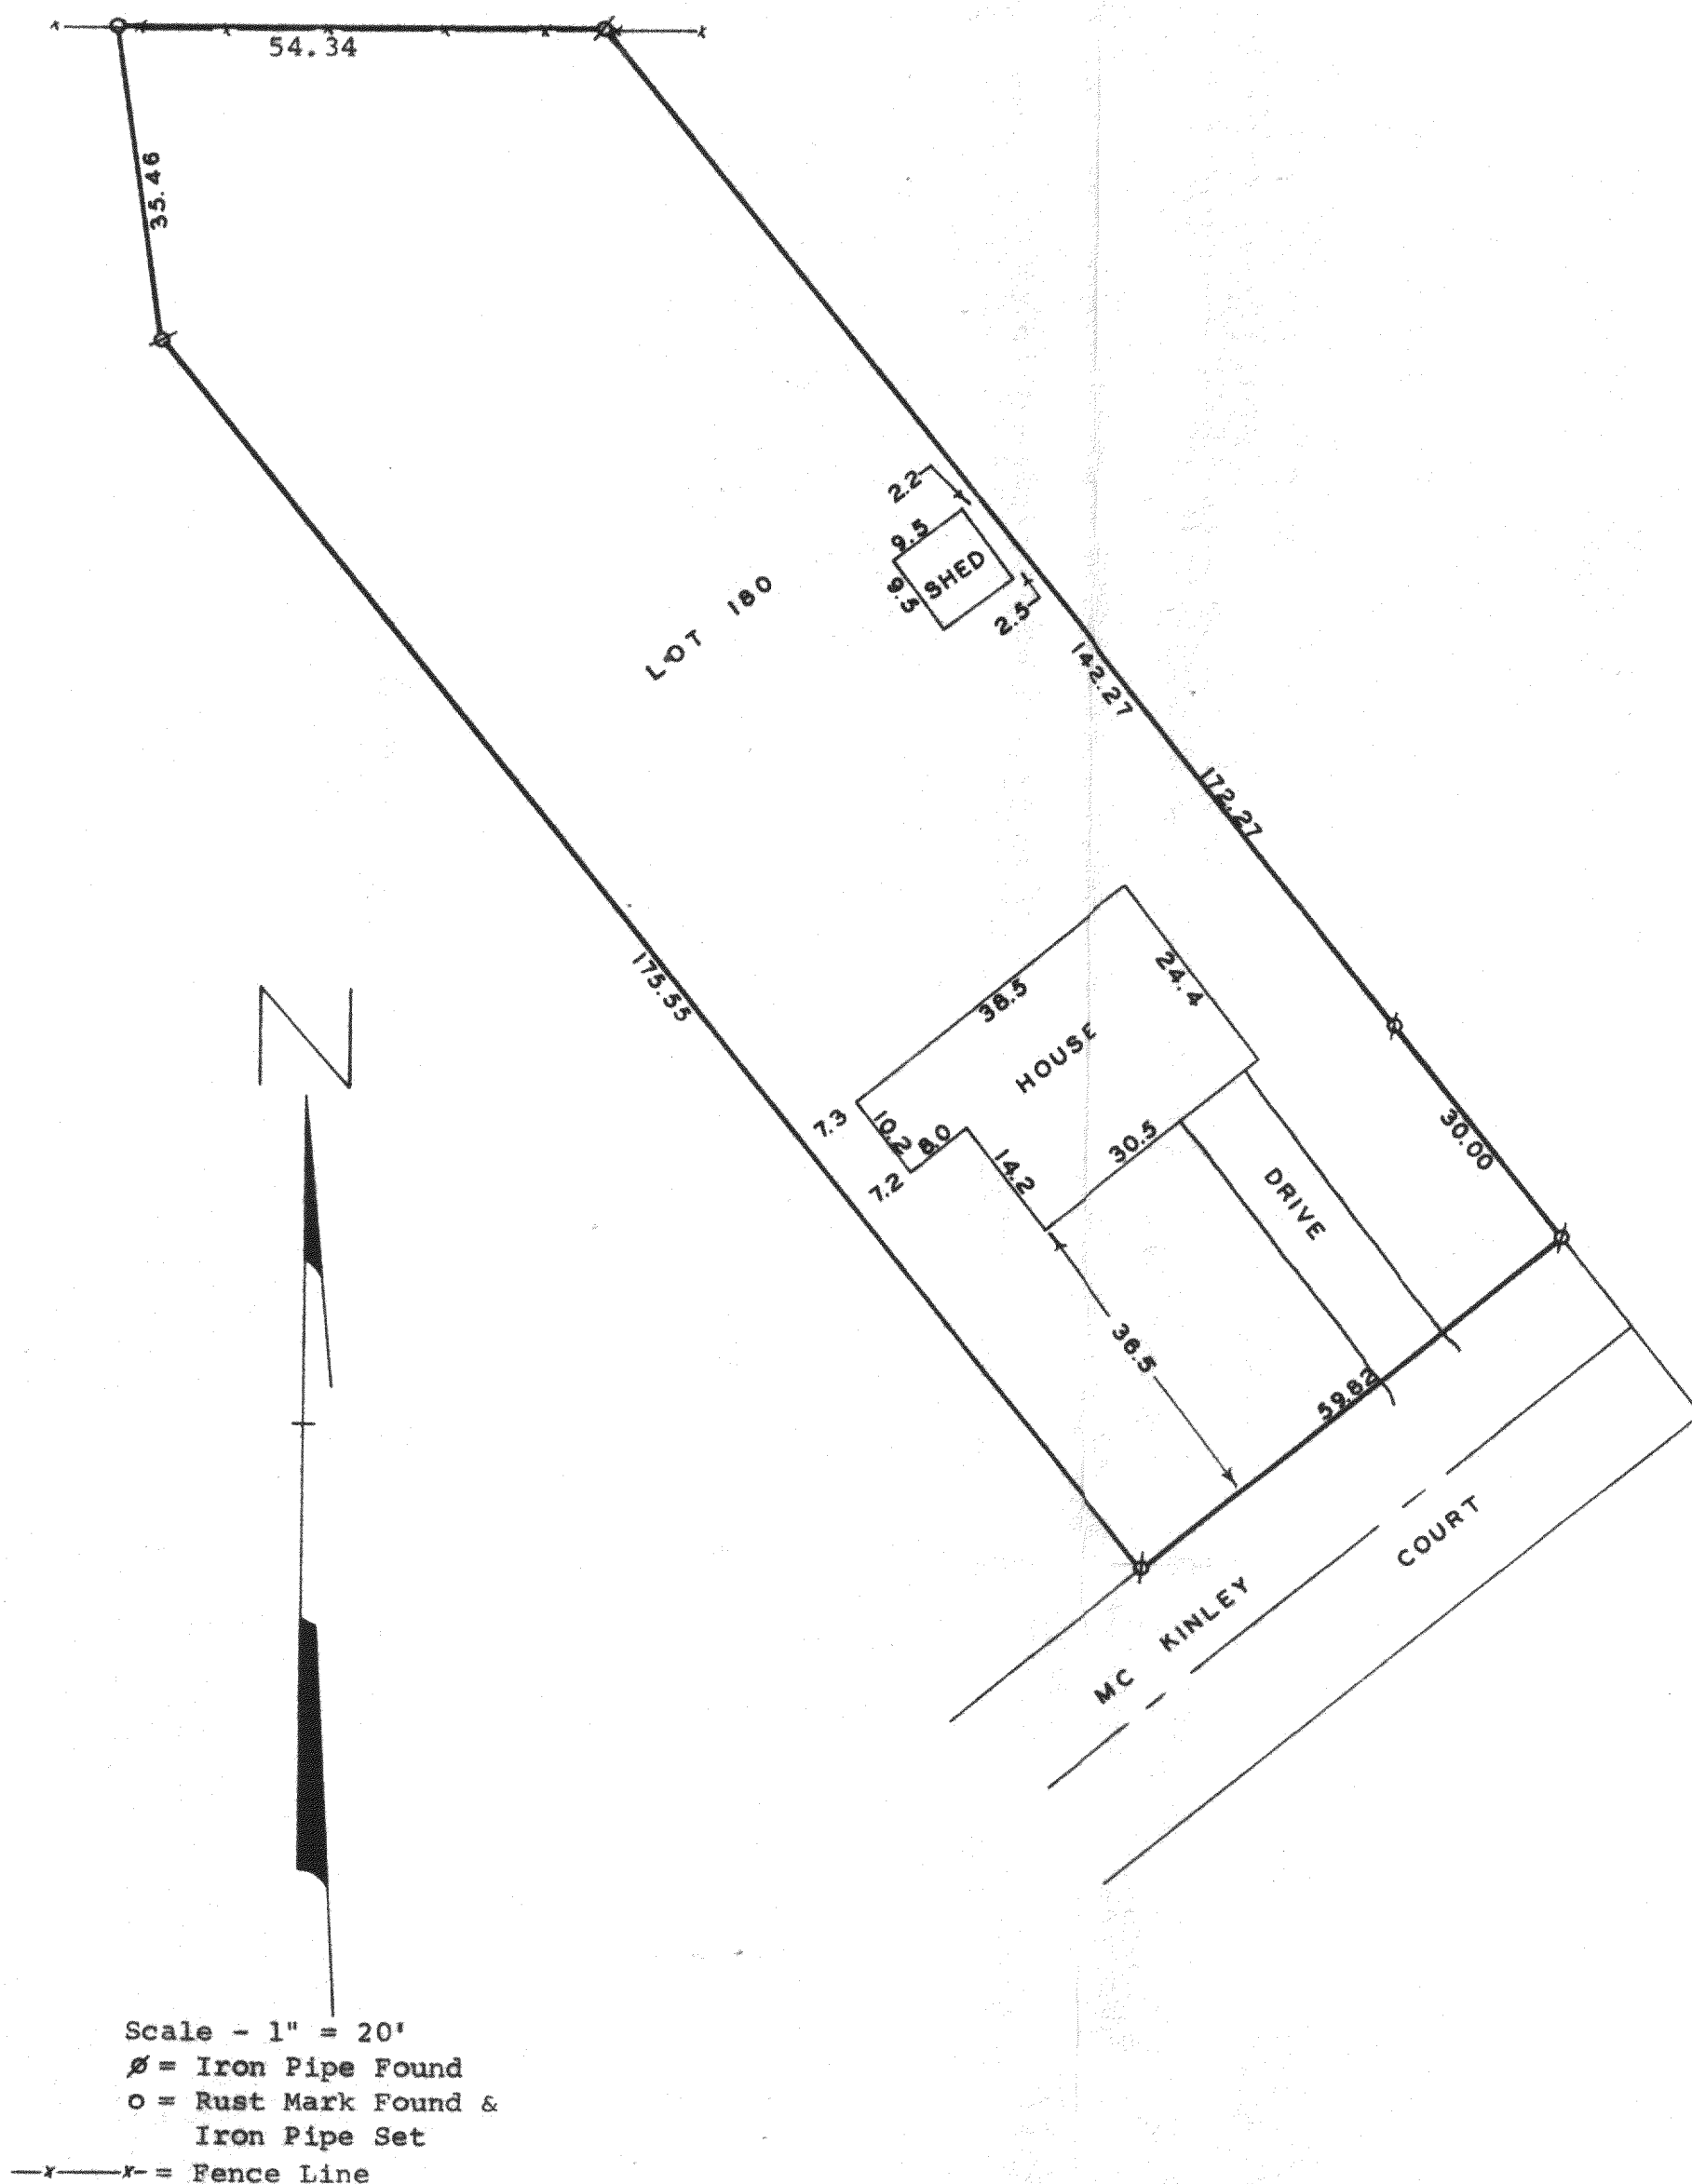 54.34
35.46
2.2
9.5
SHED
9.5
2.5
LOT 180
142.27
172.27
175.55
N
38.5
24.4
HOUSE
7.3
10.2
8.0
7.2
14.2
30.5
30.00
DRIVE
36.5
59.82
MC KINLEY COURT
Scale - 1" = 20'
Ø = Iron Pipe Found
o = Rust Mark Found &
Iron Pipe Set
—x——x- = Fence Line